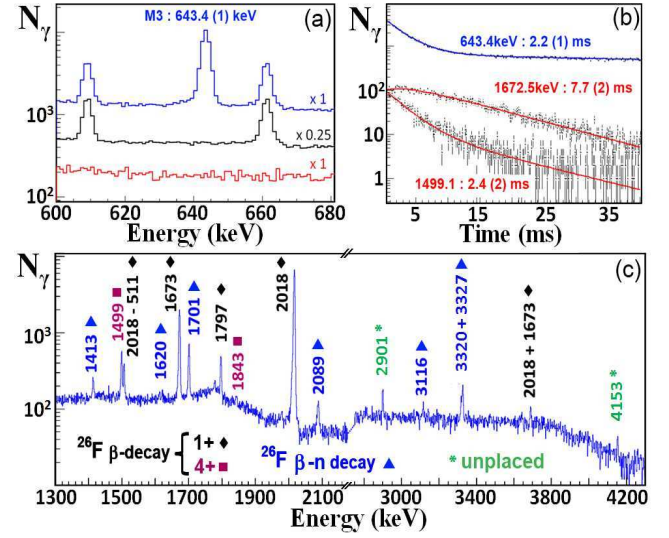 Nγ
M3 : 643.4 (1) keV
(a)
x 1
x 0.25
x 1
10³
10²
600
620
640
660
680
Energy (keV)
Nγ
(b)
643.4keV : 2.2 (1) ms
1672.5keV : 7.7 (2) ms
1499.1 : 2.4 (2) ms
10²
10
1
5
15
25
35
Time (ms)
Nγ
(c)
10³
10²
1413 ▲
1499 ■
2018 - 511 ♦
1620 ▲
1673 ♦
1701 ▲
1797 ♦
1843 ■
2018 ♦
2089 ▲
2901 *
3116 ▲
3320 + 3327 ▲
2018 + 1673 ♦
4153 *
²⁶F β-decay { 1+ ♦
4+ ■
²⁶F β-n decay ▲
* unplaced
1300
1500
1700
1900
2100
3000
3400
3800
4200
Energy (keV)